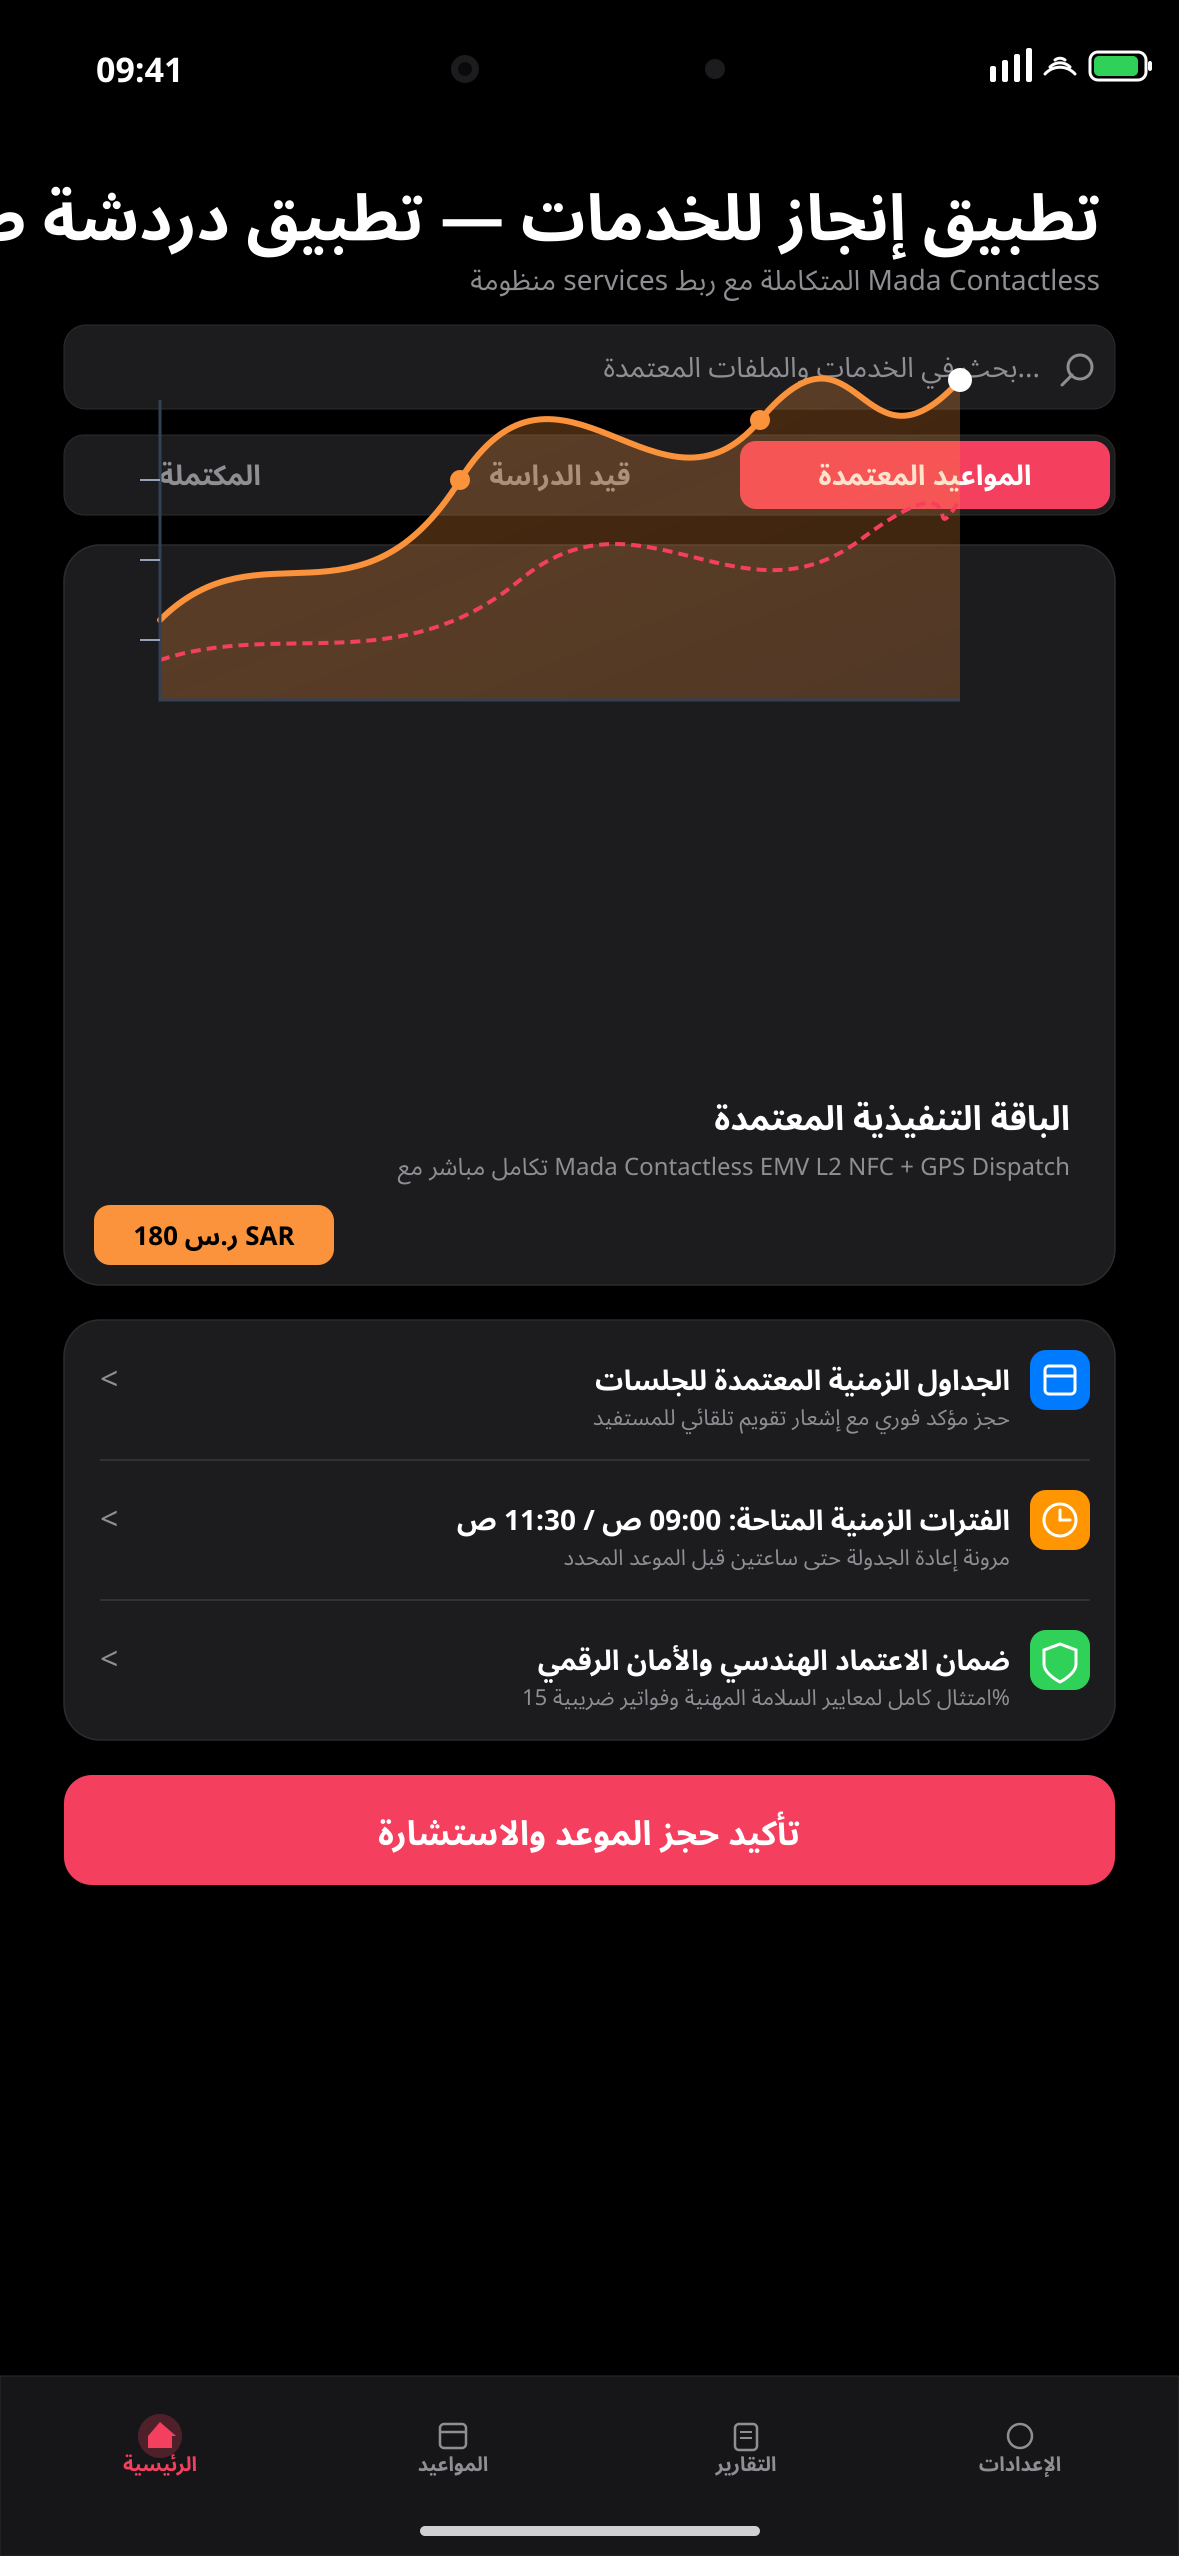 09:41
تطبيق إنجاز للخدمات — تطبيق دردشة
Mada Contactless المتكاملة مع ربط services منظومة
بحث في الخدمات والملفات المعتمدة...
المواعيد المعتمدة
قيد الدراسة
المكتملة
الباقة التنفيذية المعتمدة
Mada Contactless EMV L2 NFC + GPS Dispatch تكامل مباشر مع
180 ر.س SAR
الجداول الزمنية المعتمدة للجلسات
حجز مؤكد فوري مع إشعار تقويم تلقائي للمستفيد
الفترات الزمنية المتاحة: 09:00 ص / 11:30 ص
مرونة إعادة الجدولة حتى ساعتين قبل الموعد المحدد
ضمان الاعتماد الهندسي والأمان الرقمي
امتثال كامل لمعايير السلامة المهنية وفواتير ضريبية 15%
تأكيد حجز الموعد والاستشارة
الإعدادات
التقارير
المواعيد
الرئيسية